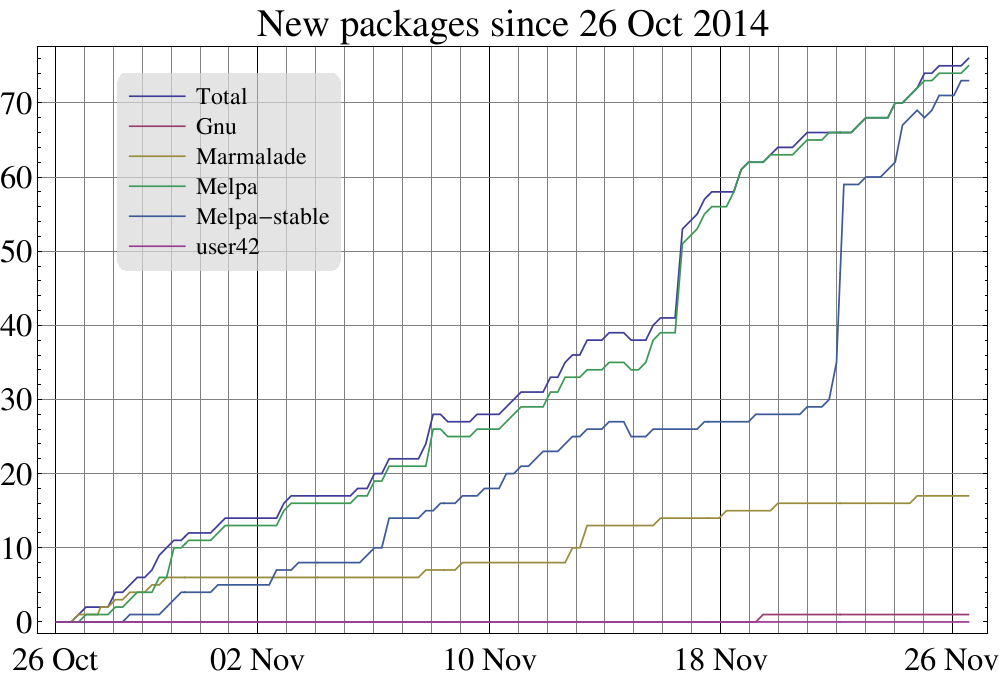 New packages since 26 Oct 2014
Total
Gnu
Marmalade
Melpa
Melpa−stable
user42
70
60
50
40
30
20
10
0
26 Oct 02 Nov 10 Nov 18 Nov 26 Nov